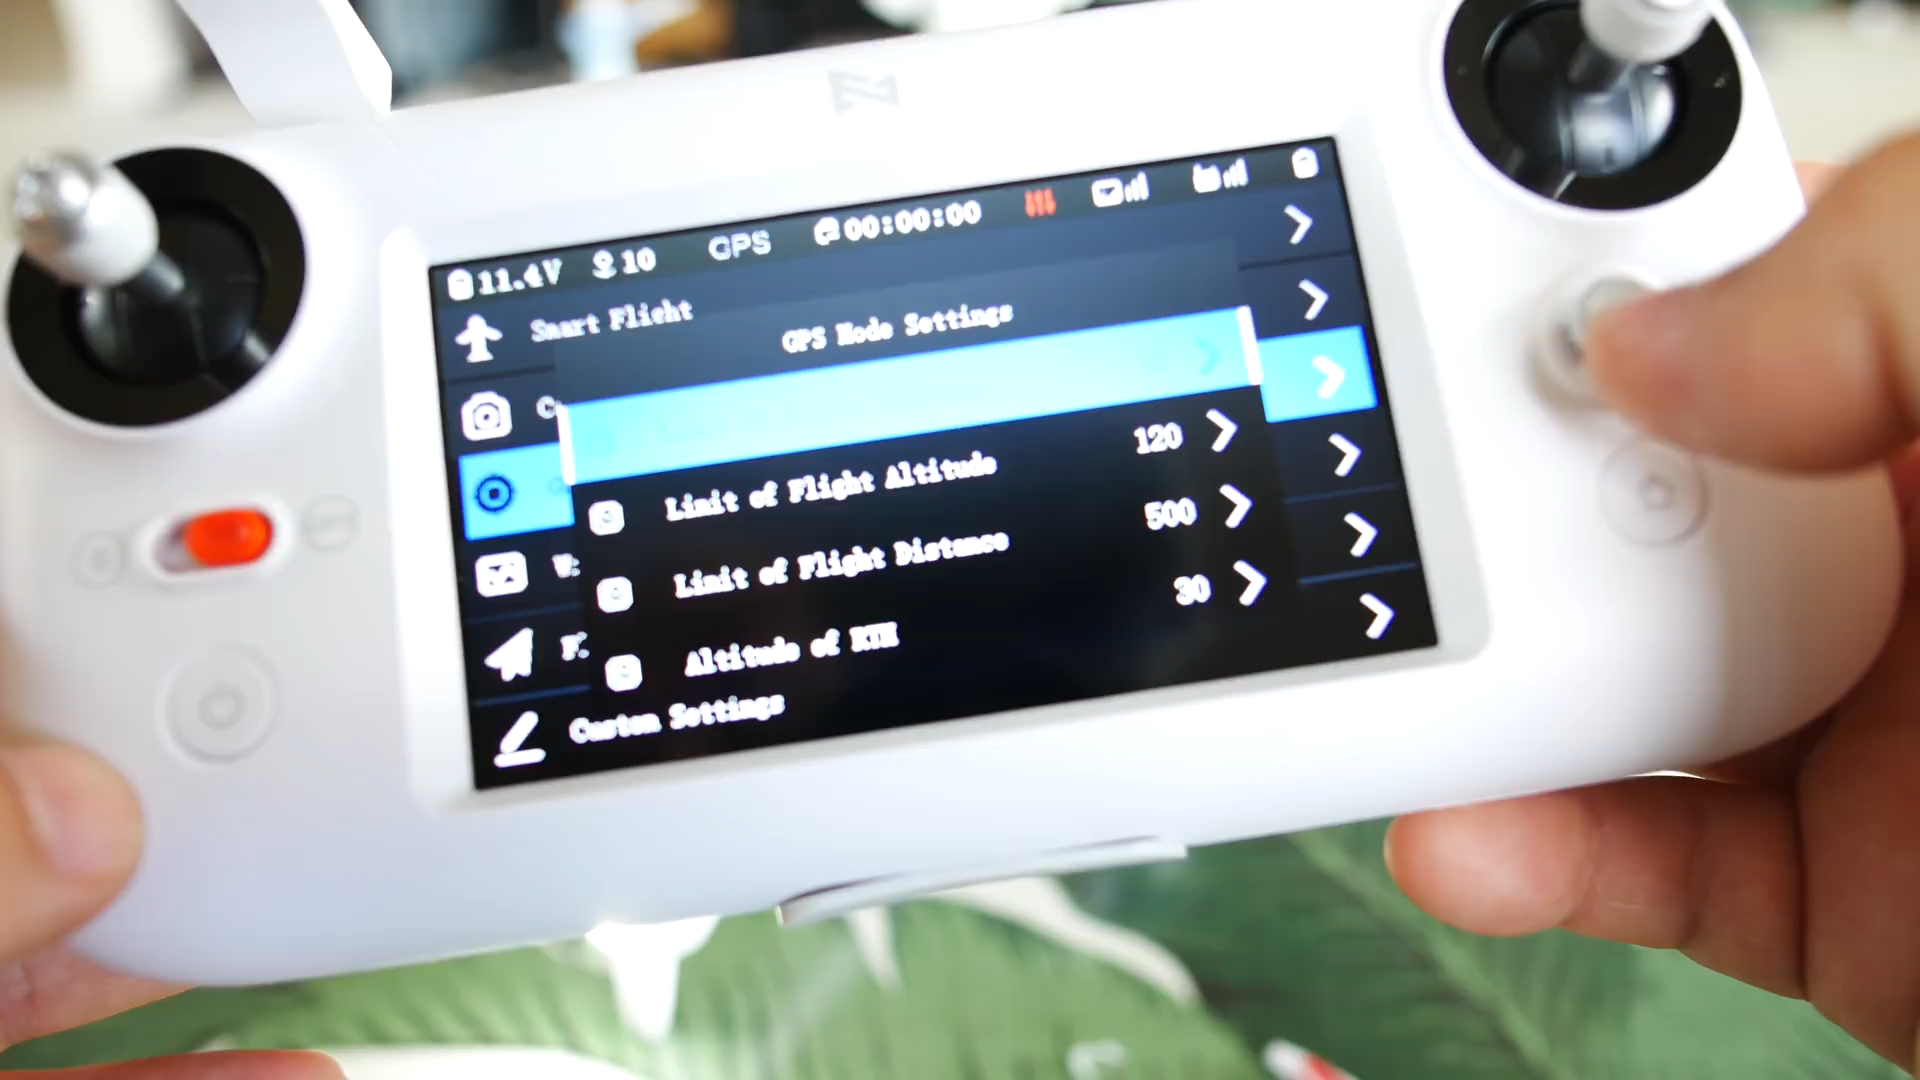 11.4V 10 GPS 00:00:00
Smart Flight
GPS Mode Settings
Limit of Flight Altitude 120
Limit of Flight Distance 500
Altitude of RTH 30
Custom Settings